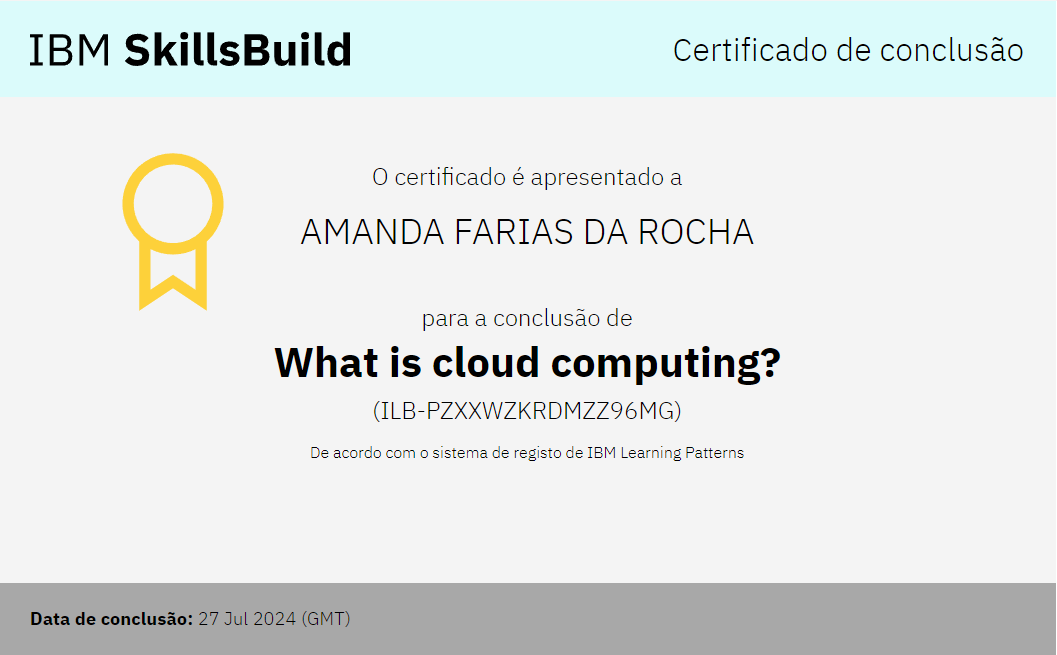 IBM SkillsBuild
Certificado de conclusão
O certificado é apresentado a
AMANDA FARIAS DA ROCHA
para a conclusão de
What is cloud computing?
(ILB-PZXXWZKRDMZZ96MG)
De acordo com o sistema de registo de IBM Learning Patterns
Data de conclusão: 27 Jul 2024 (GMT)